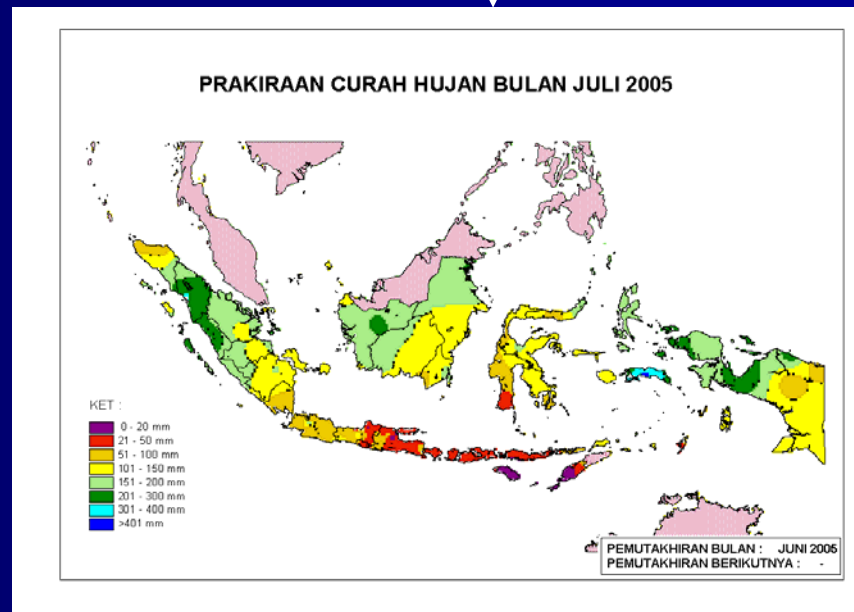 PRAKIRAAN CURAH HUJAN BULAN JULI 2005
KET :
0 - 20 mm
21 - 50 mm
51 - 100 mm
101 - 150 mm
151 - 200 mm
201 - 300 mm
301 - 400 mm
>401 mm
PEMUTAKHIRAN BULAN : JUNI 2005
PEMUTAKHIRAN BERIKUTNYA : -